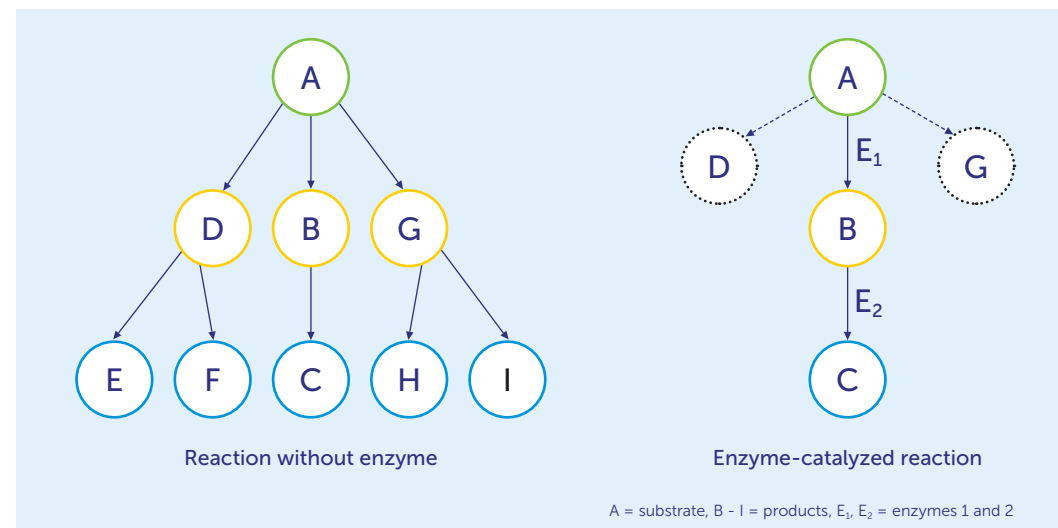 A
D B G
E F C H I
Reaction without enzyme
A
E₁
D G
B
E₂
C
Enzyme-catalyzed reaction
A = substrate, B - I = products, E₁, E₂ = enzymes 1 and 2